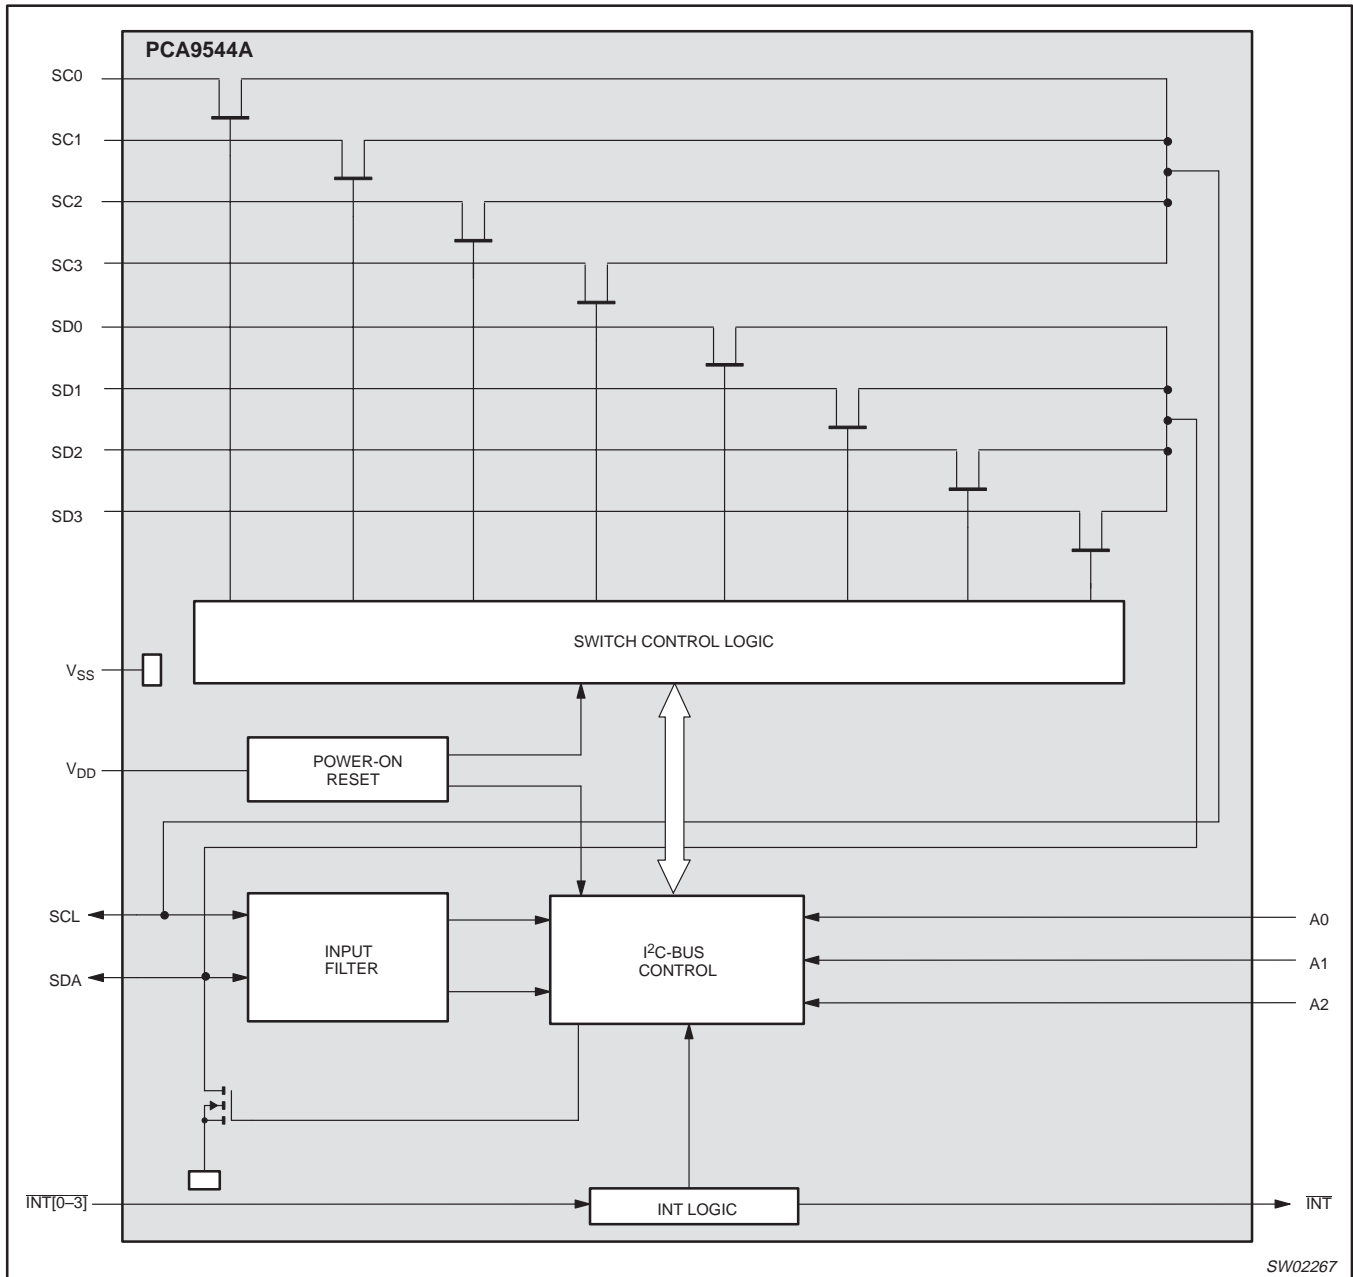 PCA9544A
SC0
SC1
SC2
SC3
SD0
SD1
SD2
SD3
SWITCH CONTROL LOGIC
VSS
POWER-ON
RESET
VDD
SCL
SDA
INPUT
FILTER
I²C-BUS
CONTROL
A0
A1
A2
INT[0–3]
INT LOGIC
INT
SW02267